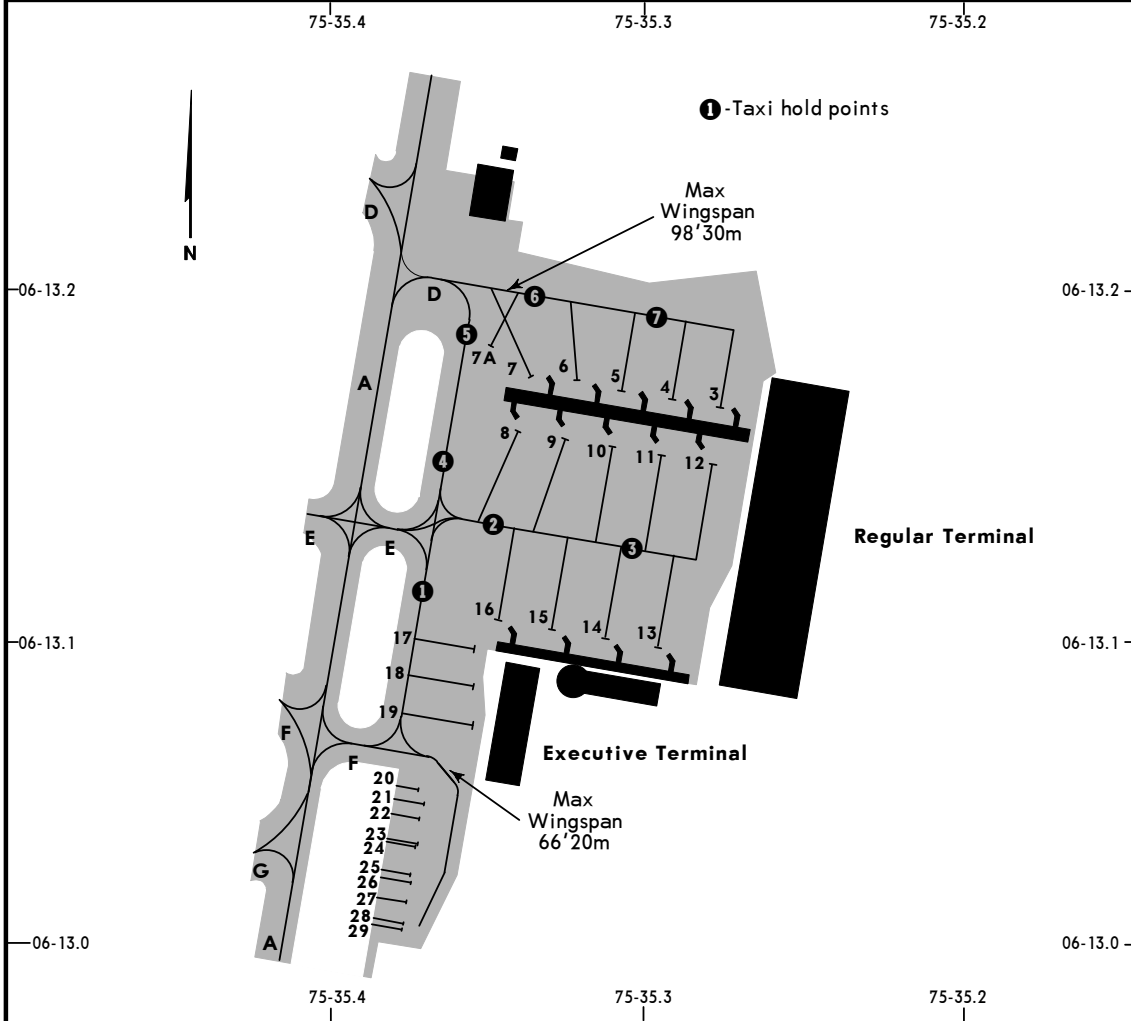 75-35.4
75-35.3
75-35.2
1 -Taxi hold points
Max
Wingspan
98'30m
D
N
06-13.2
06-13.2
D
6
7
5
7A
7
6
5
4
3
A
8
9
10
11
12
4
E
E
2
3
Regular Terminal
1
16
15
14
13
06-13.1
17
06-13.1
18
19
F
F
Executive Terminal
20
21
22
23
24
25
26
27
28
29
Max
Wingspan
66'20m
G
A
06-13.0
06-13.0
75-35.4
75-35.3
75-35.2